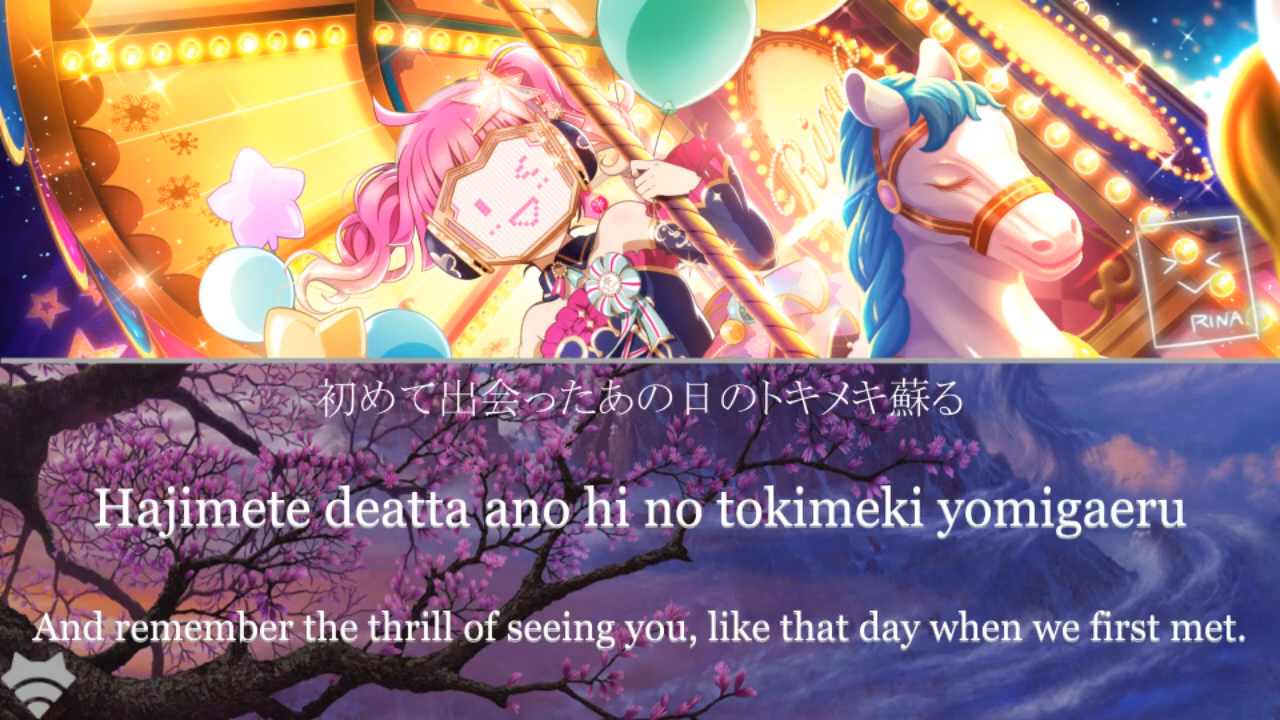 Rina
RINA
初めて出会ったあの日のトキメキ蘇る
Hajimete deatta ano hi no tokimeki yomigaeru
And remember the thrill of seeing you, like that day when we first met.